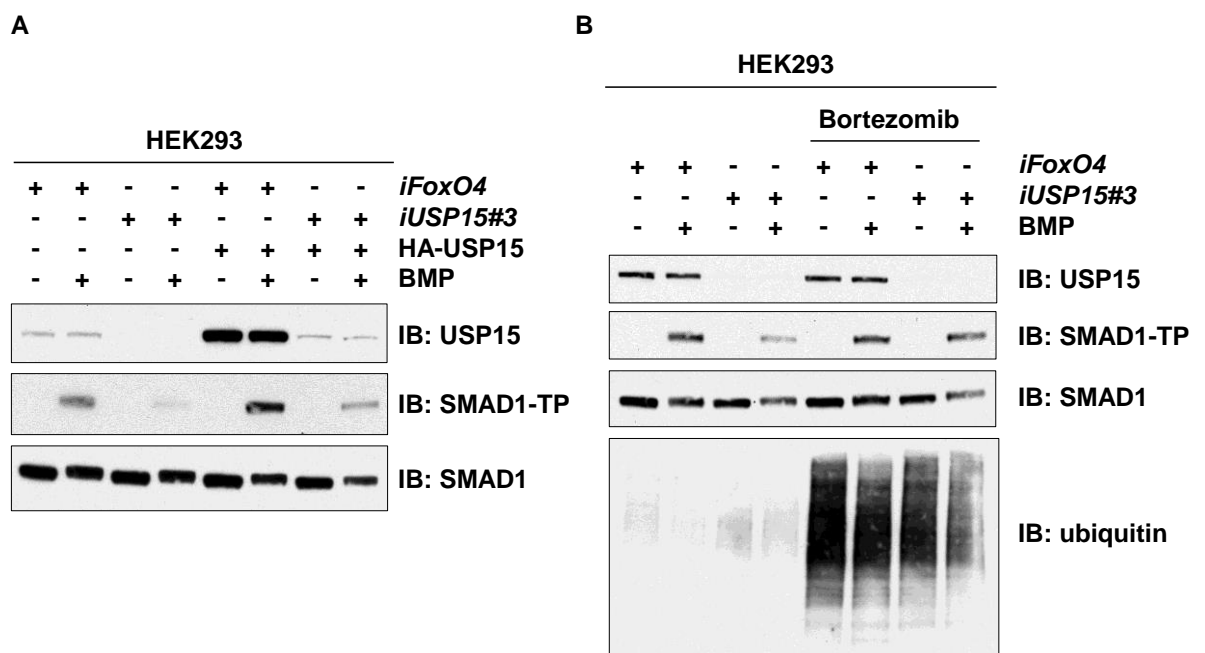 A
HEK293
+ + - - + + - - iFoxO4
- - + + - - + + iUSP15#3
- - - - + + + + HA-USP15
- + - + - + - + BMP
IB: USP15
IB: SMAD1-TP
IB: SMAD1
B
HEK293
Bortezomib
+ + - - + + - - iFoxO4
- - + + - - + + iUSP15#3
- + - + - + - + BMP
IB: USP15
IB: SMAD1-TP
IB: SMAD1
IB: ubiquitin